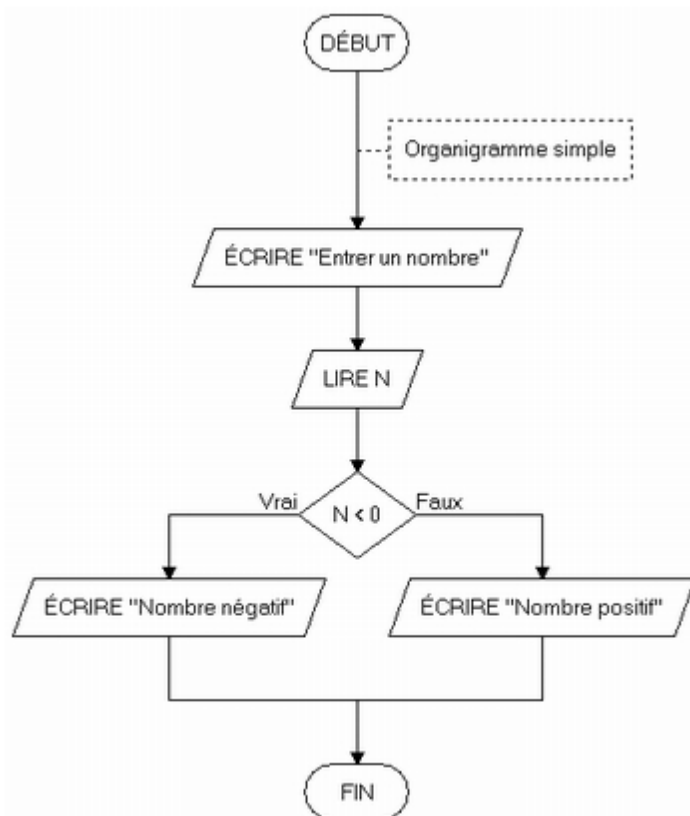 DÉBUT
Organigramme simple
ÉCRIRE "Entrer un nombre"
LIRE N
Vrai
N < 0
Faux
ÉCRIRE "Nombre négatif"
ÉCRIRE "Nombre positif"
FIN